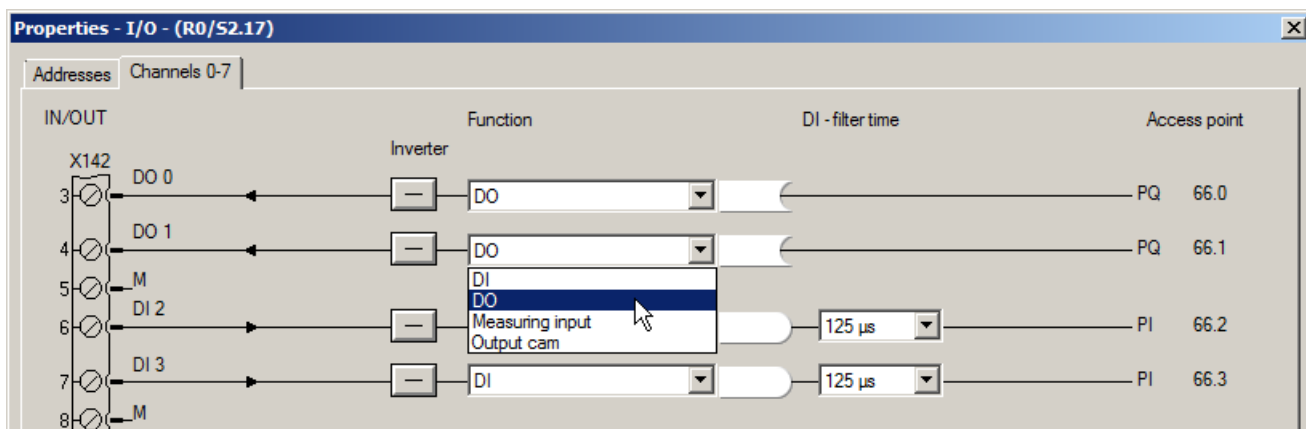 Properties - I/O - (R0/S2.17)
Addresses Channels 0-7
IN/OUT Function DI - filter time Access point
Inverter
X142
3 DO 0 — DO PQ 66.0
4 DO 1 — DO PQ 66.1
5 M DI
DO
6 DI 2 — Measuring input 125 µs PI 66.2
Output cam
7 DI 3 — DI 125 µs PI 66.3
8 M